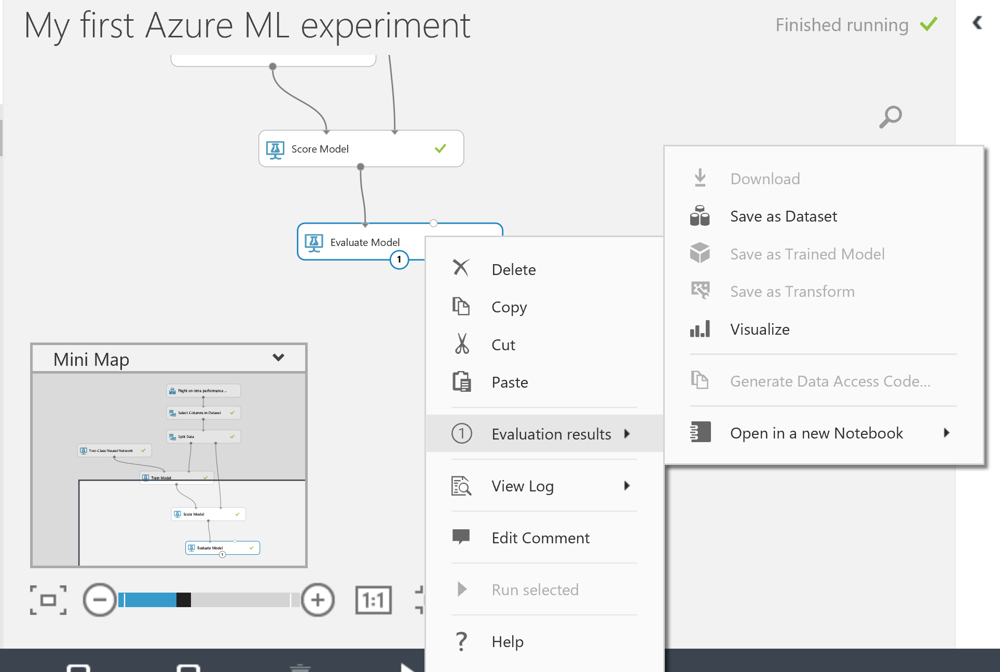 My first Azure ML experiment
Finished running
Score Model
Evaluate Model
1
Delete
Copy
Cut
Paste
1 Evaluation results
View Log
Edit Comment
Run selected
Help
Download
Save as Dataset
Save as Trained Model
Save as Transform
Visualize
Generate Data Access Code...
Open in a new Notebook
Mini Map
Flight on-time performance...
Select Columns in Dataset
Split Data
Two-Class Neural Network
Train Model
Score Model
Evaluate Model
1
1:1